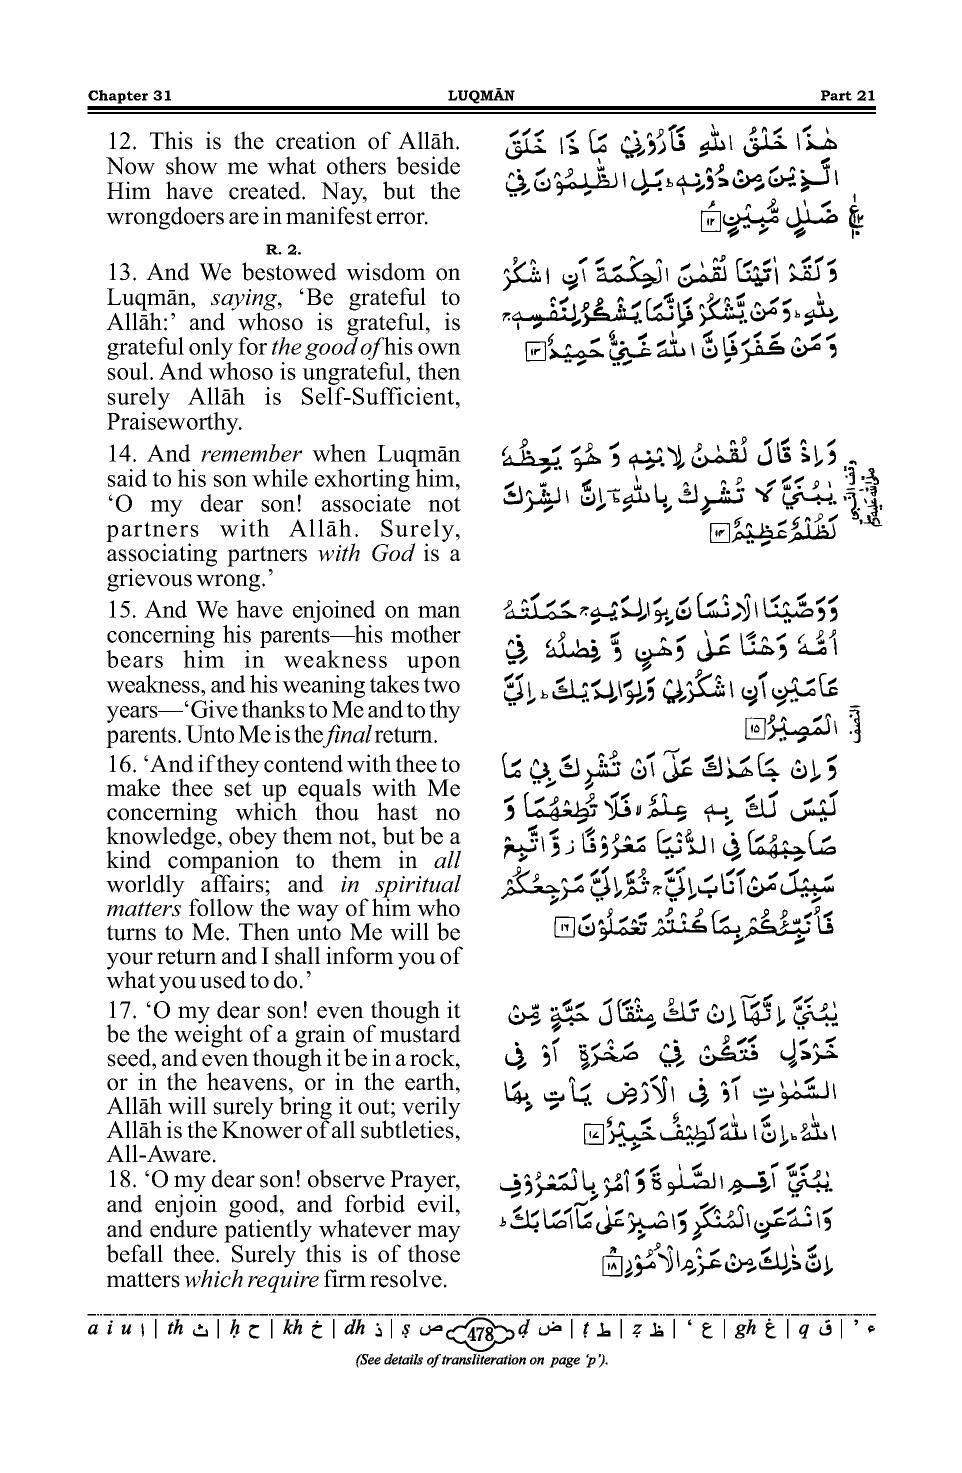 Chapter 31 LUQMĀN Part 21
12. This is the creation of Allāh.
Now show me what others beside
Him have created. Nay, but the
wrongdoers are in manifest error.
R. 2.
13. And We bestowed wisdom on
Luqmān, saying, ‘Be grateful to
Allāh:’ and whoso is grateful, is
grateful only for the good of his own
soul. And whoso is ungrateful, then
surely Allāh is Self-Sufficient,
Praiseworthy.
14. And remember when Luqmān
said to his son while exhorting him,
‘O my dear son! associate not
partners with Allāh. Surely,
associating partners with God is a
grievous wrong.’
15. And We have enjoined on man
concerning his parents—his mother
bears him in weakness upon
weakness, and his weaning takes two
years—‘Give thanks to Me and to thy
parents. Unto Me is the final return.
16. ‘And if they contend with thee to
make thee set up equals with Me
concerning which thou hast no
knowledge, obey them not, but be a
kind companion to them in all
worldly affairs; and in spiritual
matters follow the way of him who
turns to Me. Then unto Me will be
your return and I shall inform you of
what you used to do.’
17. ‘O my dear son! even though it
be the weight of a grain of mustard
seed, and even though it be in a rock,
or in the heavens, or in the earth,
Allāh will surely bring it out; verily
Allāh is the Knower of all subtleties,
All-Aware.
18. ‘O my dear son! observe Prayer,
and enjoin good, and forbid evil,
and endure patiently whatever may
befall thee. Surely this is of those
matters which require firm resolve.
هٰذَا خَلْقُ اللّٰهِ فَاَرُوْنِيْ مَا ذَا خَلَقَ
الَّذِيْنَ مِنْ دُوْنِهٖ ؕ بَلِ الظّٰلِمُوْنَ فِيْ
ضَلٰلٍ مُّبِيْنٍ ۱۲
وَ لَقَدْ اٰتَيْنَا لُقْمٰنَ الْحِكْمَةَ اَنِ اشْكُرْ
لِلّٰهِ ؕ وَ مَنْ يَّشْكُرْ فَاِنَّمَا يَشْكُرُ لِنَفْسِهٖ ۚ
وَ مَنْ كَفَرَ فَاِنَّ اللّٰهَ غَنِيٌّ حَمِيْدٌ ۱۳
وَ اِذْ قَالَ لُقْمٰنُ لِابْنِهٖ وَ هُوَ يَعِظُهٗ
يٰبُنَيَّ لَا تُشْرِكْ بِاللّٰهِ ؔ اِنَّ الشِّرْكَ
لَظُلْمٌ عَظِيْمٌ ۱۴
وَ وَصَّيْنَا الْاِنْسَانَ بِوَالِدَيْهِ ۚ حَمَلَتْهُ
اُمُّهٗ وَهْنًا عَلٰى وَهْنٍ وَّ فِصٰلُهٗ فِيْ
عَامَيْنِ اَنِ اشْكُرْ لِيْ وَلِوَالِدَيْكَ ؕ اِلَيَّ
الْمَصِيْرُ ۱۵
النصف
وَ اِنْ جَاهَدٰكَ عَلٰٓى اَنْ تُشْرِكَ بِيْ مَا
لَيْسَ لَكَ بِهٖ عِلْمٌ ۙ فَلَا تُطِعْهُمَا وَ
صَاحِبْهُمَا فِى الدُّنْيَا مَعْرُوْفًا ز وَّ اتَّبِعْ
سَبِيْلَ مَنْ اَنَابَ اِلَيَّ ۚ ثُمَّ اِلَيَّ مَرْجِعُكُمْ
فَاُنَبِّئُكُمْ بِمَا كُنْتُمْ تَعْمَلُوْنَ ۱۶
يٰبُنَيَّ اِنَّهَآ اِنْ تَكُ مِثْقَالَ حَبَّةٍ مِّنْ
خَرْدَلٍ فَتَكُنْ فِيْ صَخْرَةٍ اَوْ فِى
السَّمٰوٰتِ اَوْ فِى الْاَرْضِ يَاْتِ بِهَا
اللّٰهُ ؕ اِنَّ اللّٰهَ لَطِيْفٌ خَبِيْرٌ ۱۷
يٰبُنَيَّ اَقِمِ الصَّلٰوةَ وَ اْمُرْ بِالْمَعْرُوْفِ
وَ انْهَ عَنِ الْمُنْكَرِ وَ اصْبِرْ عَلٰى مَآ اَصَابَكَ ؕ
اِنَّ ذٰلِكَ مِنْ عَزْمِ الْاُمُوْرِ ۱۸
a i u ا | th ث | ḥ ح | kh خ | dh ذ | ṣ ص 478 ḍ ض | ṭ ط | ẓ ظ | ‘ ع | gh غ | q ق | ’ ء
(See details of transliteration on page ‘p’).